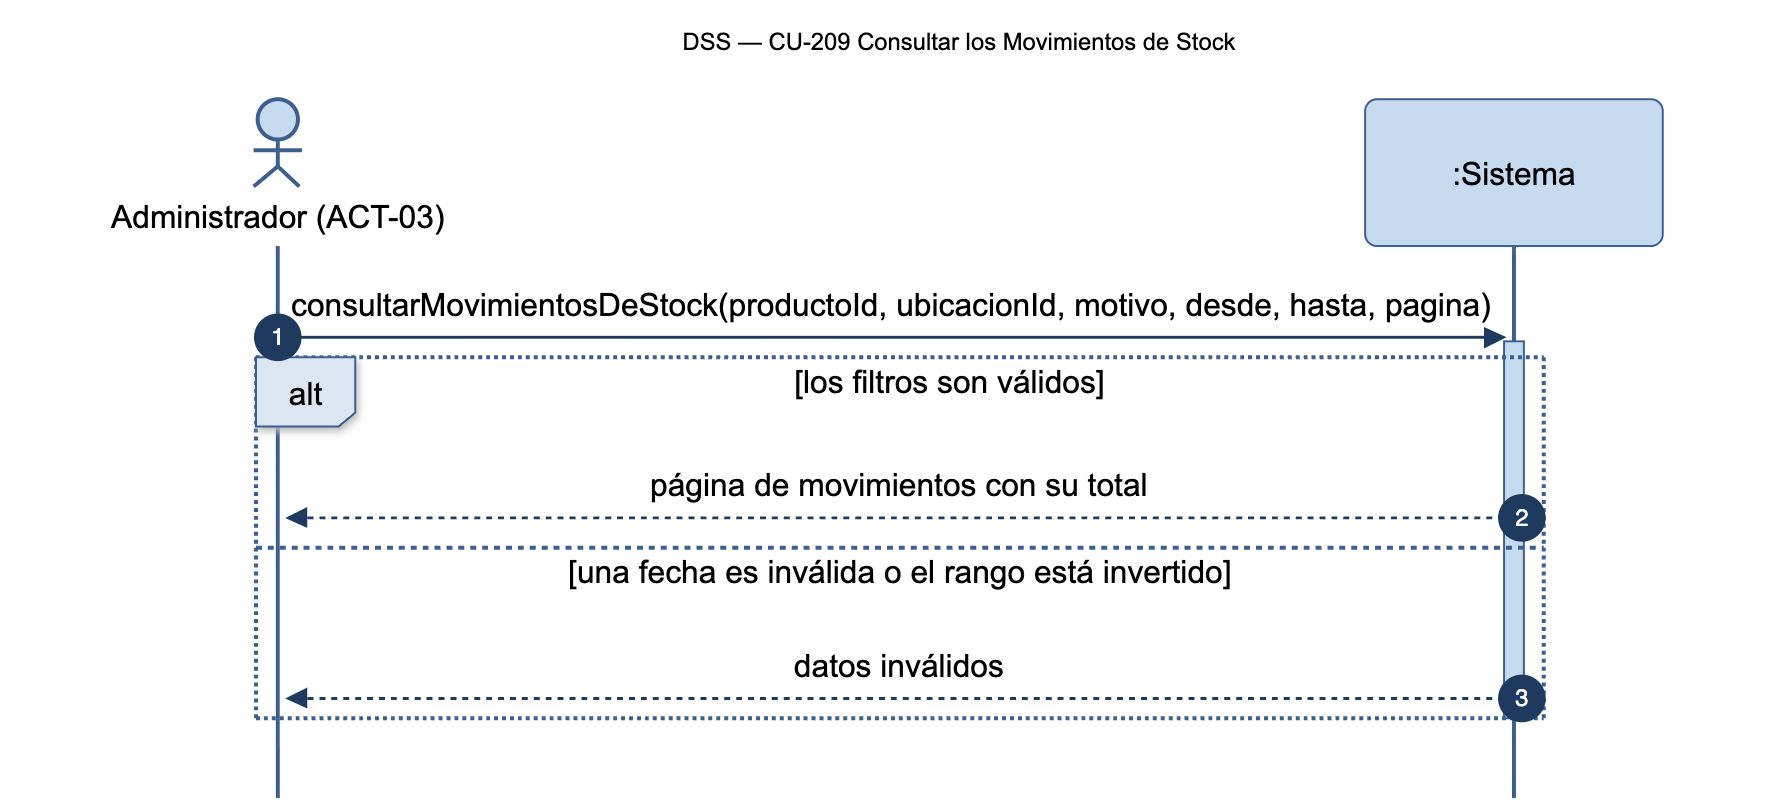 DSS — CU-209 Consultar los Movimientos de Stock
Administrador (ACT-03)
:Sistema
consultarMovimientosDeStock(productoId, ubicacionId, motivo, desde, hasta, pagina)
1
alt
[los filtros son válidos]
página de movimientos con su total
2
[una fecha es inválida o el rango está invertido]
datos inválidos
3